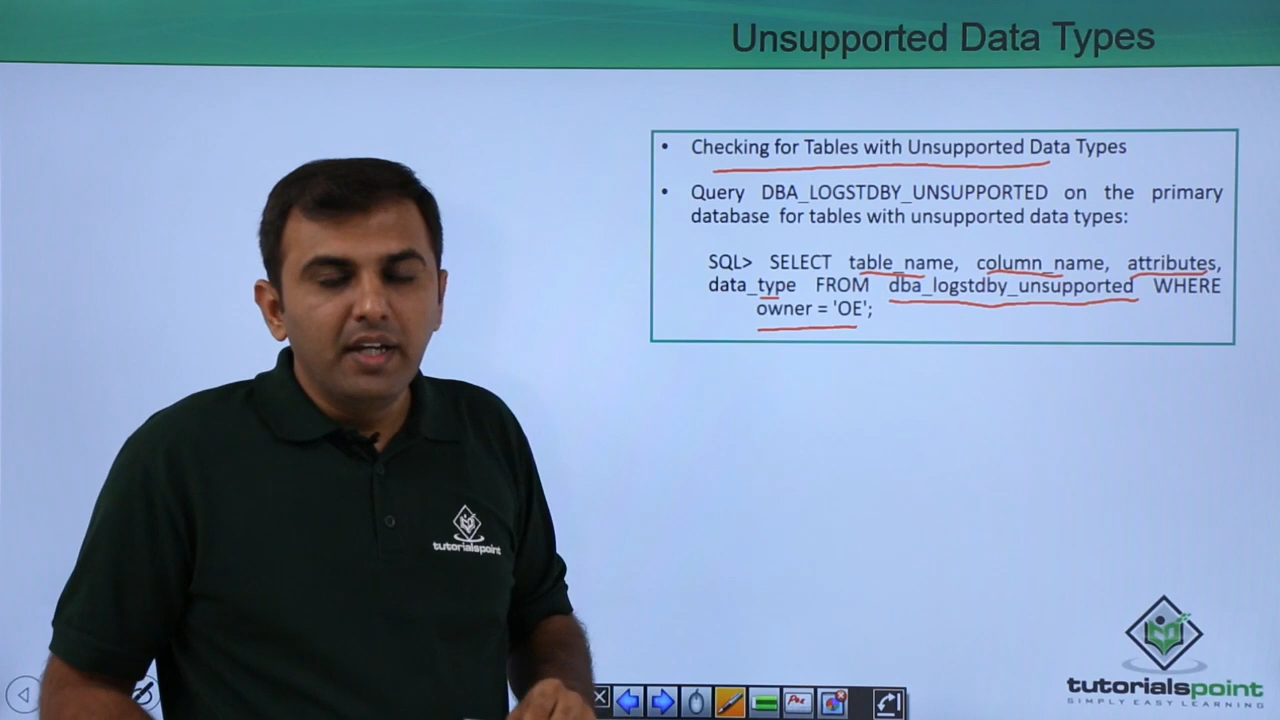 Unsupported Data Types
• Checking for Tables with Unsupported Data Types
• Query DBA_LOGSTDBY_UNSUPPORTED on the primary
database for tables with unsupported data types:
SQL> SELECT table_name, column_name, attributes,
data_type FROM dba_logstdby_unsupported WHERE
owner = 'OE';
tutorialspoint
tutorialspoint
SIMPLY EASY LEARNING